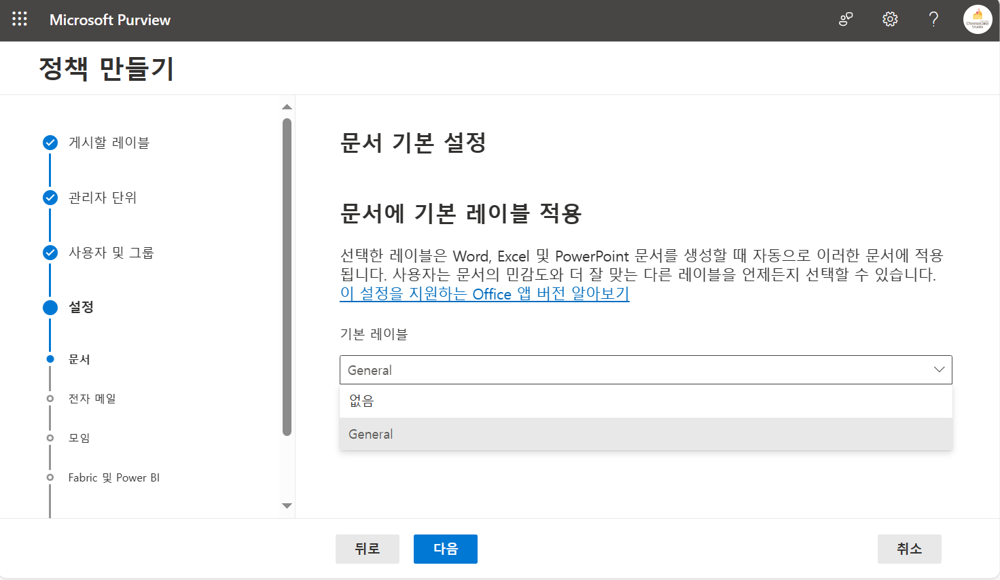 Microsoft Purview
Cheesecake
Studio
정책 만들기
게시할 레이블
관리자 단위
사용자 및 그룹
설정
문서
전자 메일
모임
Fabric 및 Power BI
문서 기본 설정
문서에 기본 레이블 적용
선택한 레이블은 Word, Excel 및 PowerPoint 문서를 생성할 때 자동으로 이러한 문서에 적용
됩니다. 사용자는 문서의 민감도와 더 잘 맞는 다른 레이블을 언제든지 선택할 수 있습니다.
이 설정을 지원하는 Office 앱 버전 알아보기
기본 레이블
General
없음
General
뒤로
다음
취소